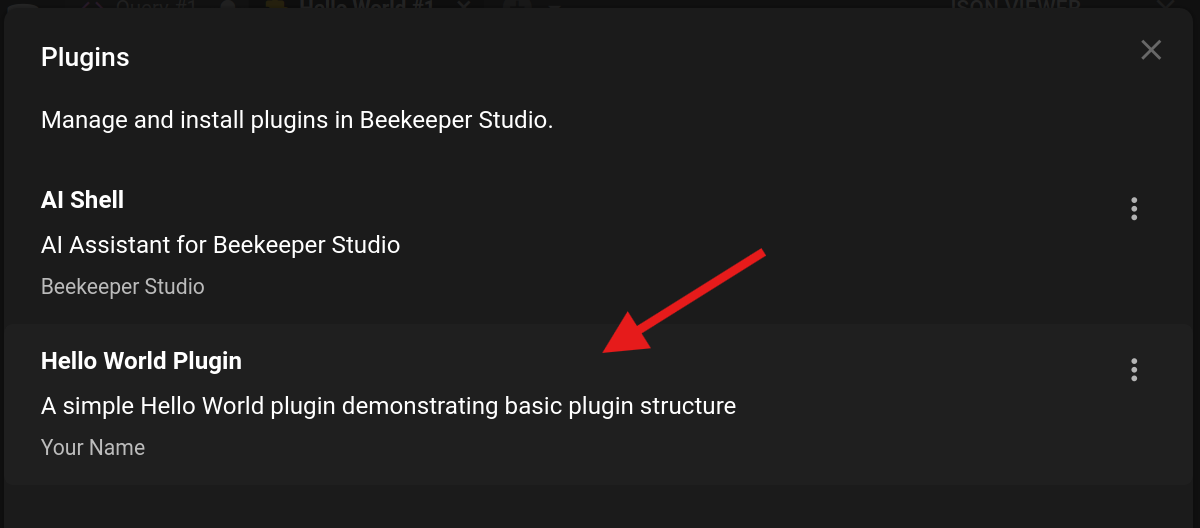 Query #1 Hello World #1 JSON VIEWER
Plugins
Manage and install plugins in Beekeeper Studio.
AI Shell
AI Assistant for Beekeeper Studio
Beekeeper Studio
Hello World Plugin
A simple Hello World plugin demonstrating basic plugin structure
Your Name